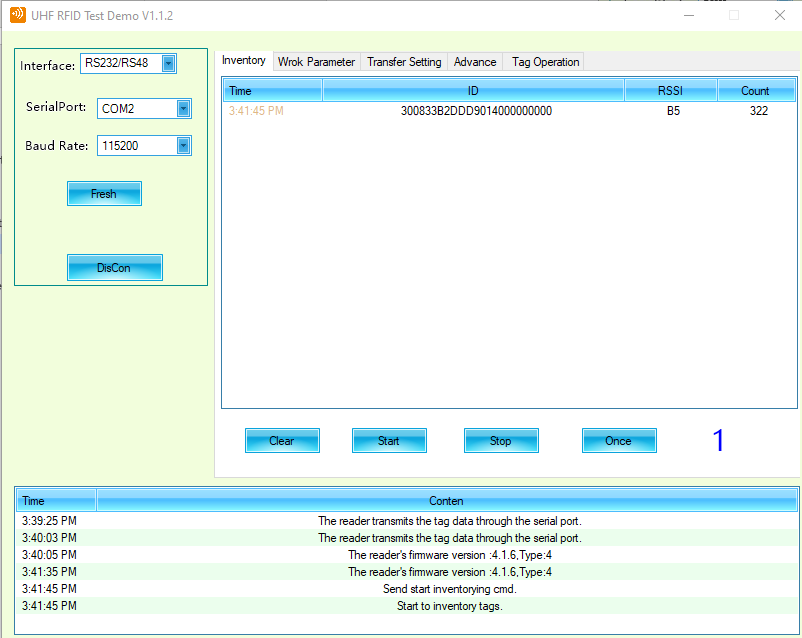 UHF RFID Test Demo V1.1.2
Interface: RS232/RS48
SerialPort: COM2
Baud Rate: 115200
Fresh
DisCon
Inventory Wrok Parameter Transfer Setting Advance Tag Operation
Time ID RSSI Count
3:41:45 PM 300833B2DDD9014000000000 B5 322
Clear Start Stop Once 1
Time Conten
3:39:25 PM The reader transmits the tag data through the serial port.
3:40:03 PM The reader transmits the tag data through the serial port.
3:40:05 PM The reader's firmware version :4.1.6,Type:4
3:41:35 PM The reader's firmware version :4.1.6,Type:4
3:41:45 PM Send start inventorying cmd.
3:41:45 PM Start to inventory tags.